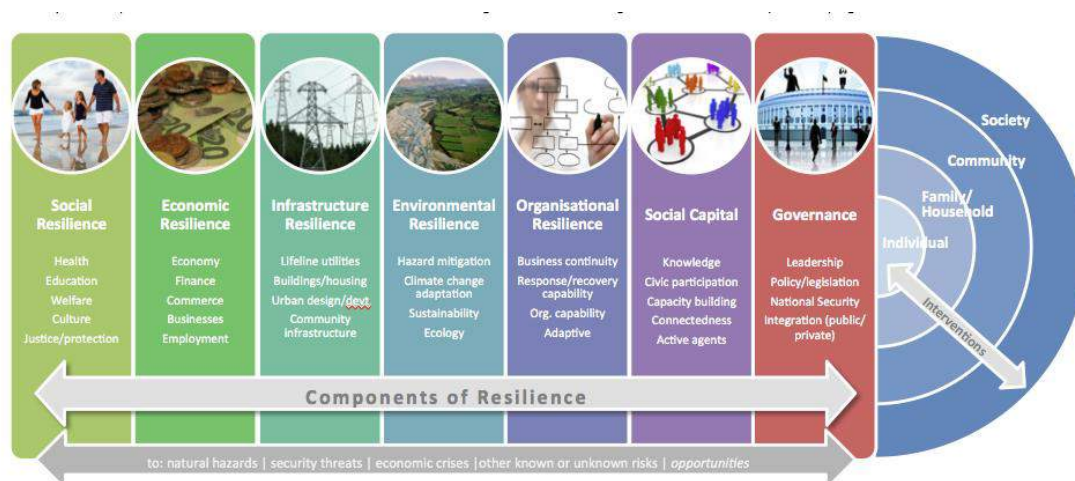 Social
Resilience
Health
Education
Welfare
Culture
Justice/protection
Economic
Resilience
Economy
Finance
Commerce
Businesses
Employment
Infrastructure
Resilience
Lifeline utilities
Buildings/housing
Urban design/devt.
Community
infrastructure
Environmental
Resilience
Hazard mitigation
Climate change
adaptation
Sustainability
Ecology
Organisational
Resilience
Business continuity
Response/recovery
capability
Org. capability
Adaptive
Social Capital
Knowledge
Civic participation
Capacity building
Connectedness
Active agents
Governance
Leadership
Policy/legislation
National Security
Integration (public/
private)
Society
Community
Family/
Household
Individual
Interventions
Components of Resilience
to: natural hazards | security threats | economic crises |other known or unknown risks | opportunities